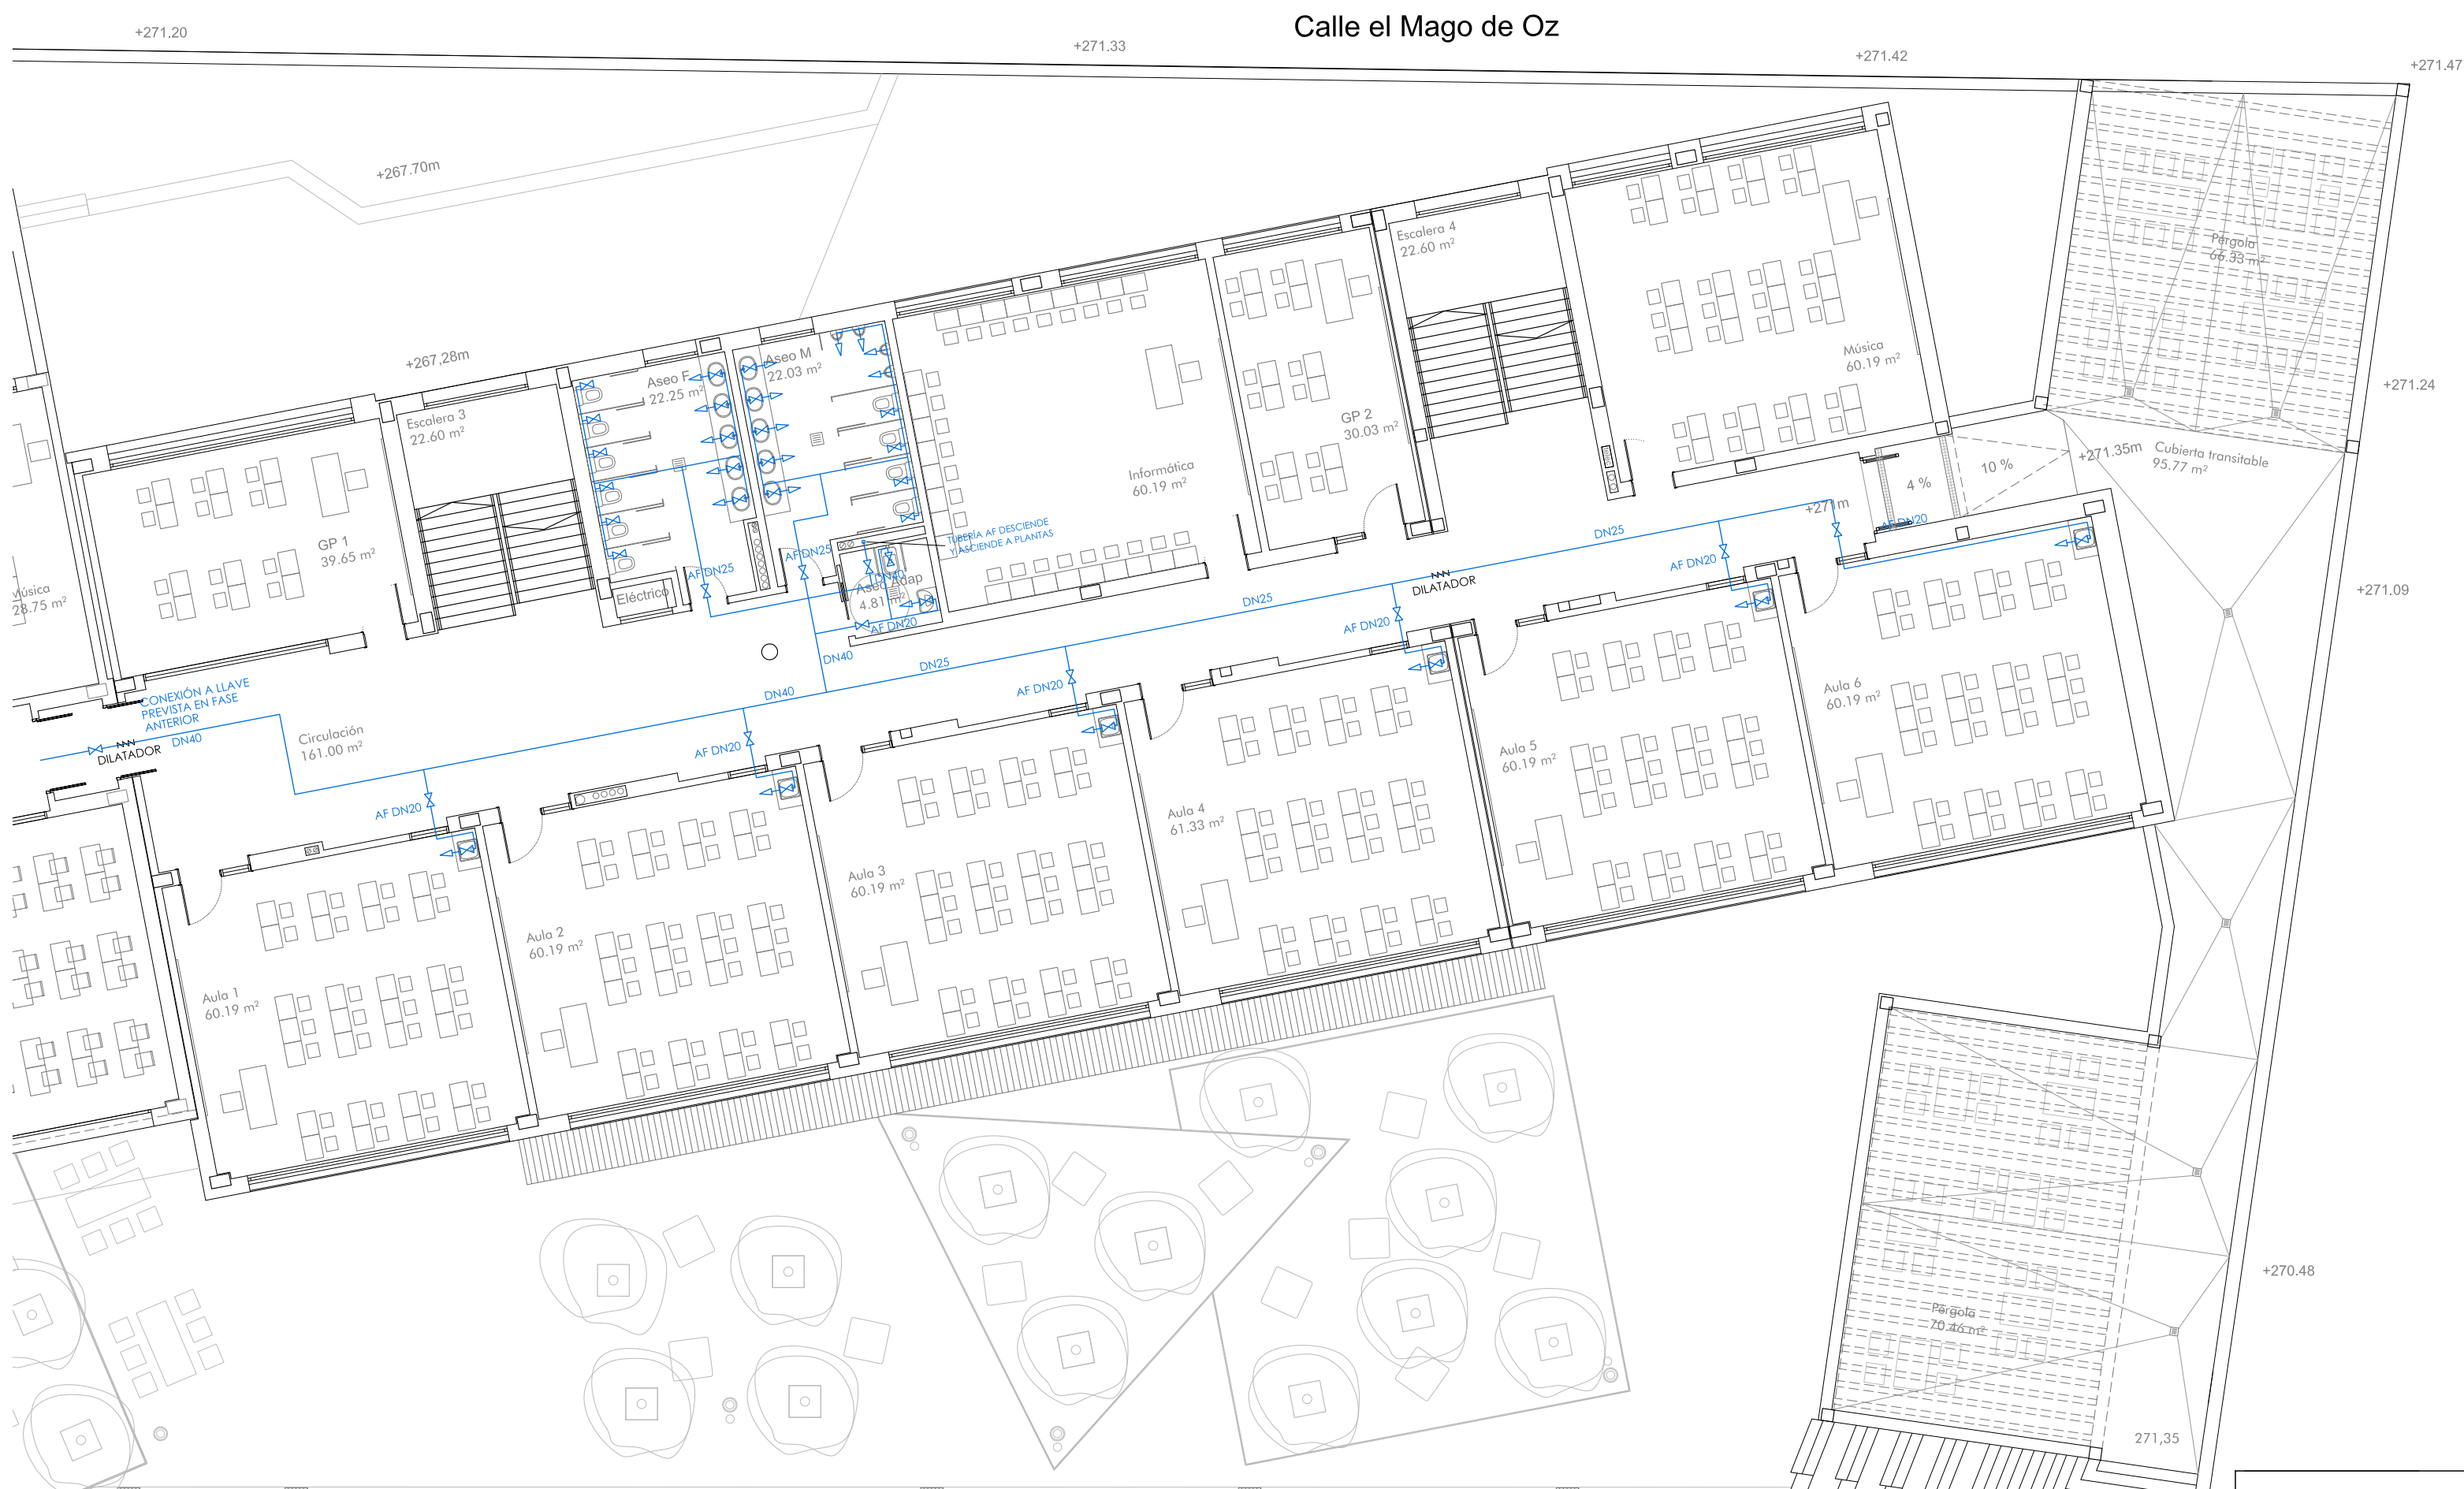 Calle el Mago de Oz
+271.20
+271.33
+271.42
+271.47
+267.70m
Escalera 4
22.60 m²
Pérgola
66.33 m²
+267,28m
Aseo M
22.03 m²
Música
60.19 m²
Aseo F
22.25 m²
+271.24
Escalera 3
22.60 m²
GP 2
30.03 m²
Informática
60.19 m²
+271.35m
Cubierta transitable
95.77 m²
10 %
4 %
+271m
AF DN20
GP 1
39.65 m²
TUBERÍA AF DESCIENDE
Y ASCIENDE A PLANTAS
DN25
AF DN25
AF DN25
DN40
Aseo Adap
4.81 m²
AF DN20
Eléctrico
AF DN20
DILATADOR
DN25
AF DN20
+271.09
Música
28.75 m²
DN40
DN25
DN40
AF DN20
CONEXIÓN A LLAVE
PREVISTA EN FASE
ANTERIOR
DN40
DILATADOR
Circulación
161.00 m²
AF DN20
AF DN20
Aula 6
60.19 m²
Aula 5
60.19 m²
Aula 4
61.33 m²
Aula 3
60.19 m²
Aula 2
60.19 m²
Aula 1
60.19 m²
+270.48
Pérgola
70.46 m²
271,35